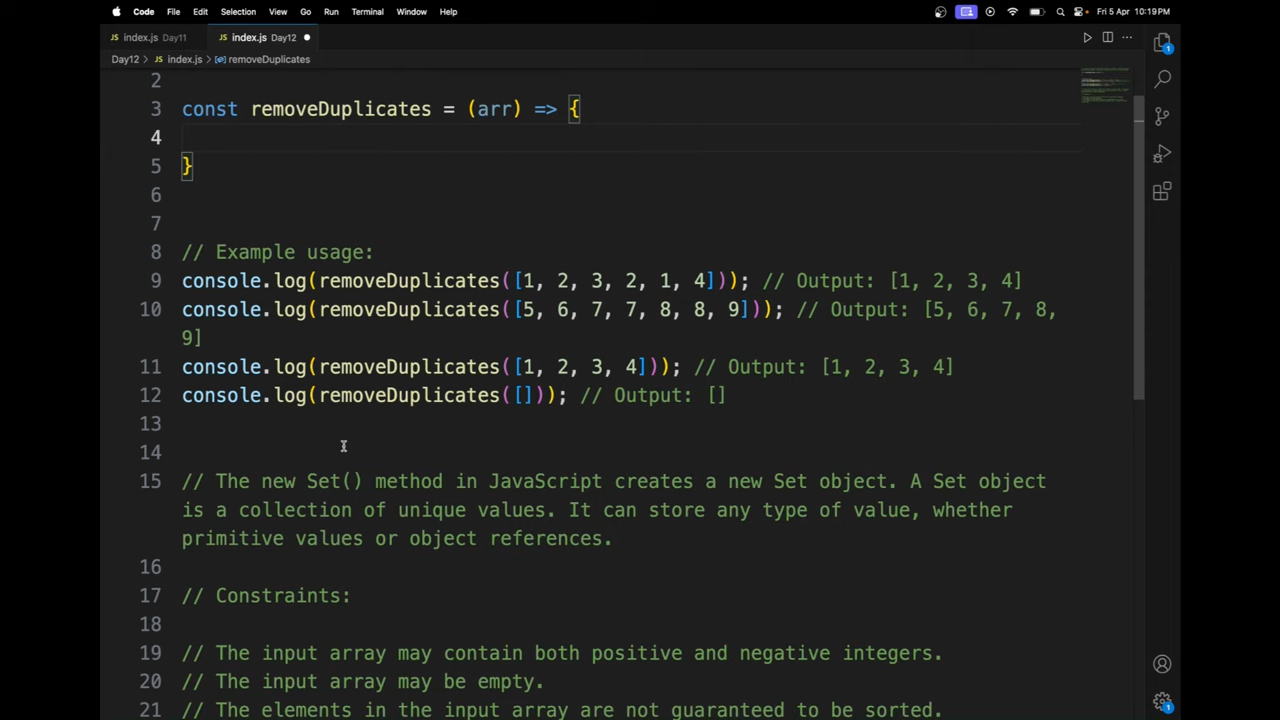 Code File Edit Selection View Go Run Terminal Window Help Fri 5 Apr 10:19 PM
index.js Day11 index.js Day12
Day12 > JS index.js > removeDuplicates
2
3 const removeDuplicates = (arr) => {
4
5 }
6
7
8 // Example usage:
9 console.log(removeDuplicates([1, 2, 3, 2, 1, 4])); // Output: [1, 2, 3, 4]
10 console.log(removeDuplicates([5, 6, 7, 7, 8, 8, 9])); // Output: [5, 6, 7, 8,
9]
11 console.log(removeDuplicates([1, 2, 3, 4])); // Output: [1, 2, 3, 4]
12 console.log(removeDuplicates([])); // Output: []
13
14
15 // The new Set() method in JavaScript creates a new Set object. A Set object
is a collection of unique values. It can store any type of value, whether
primitive values or object references.
16
17 // Constraints:
18
19 // The input array may contain both positive and negative integers.
20 // The input array may be empty.
21 // The elements in the input array are not guaranteed to be sorted.